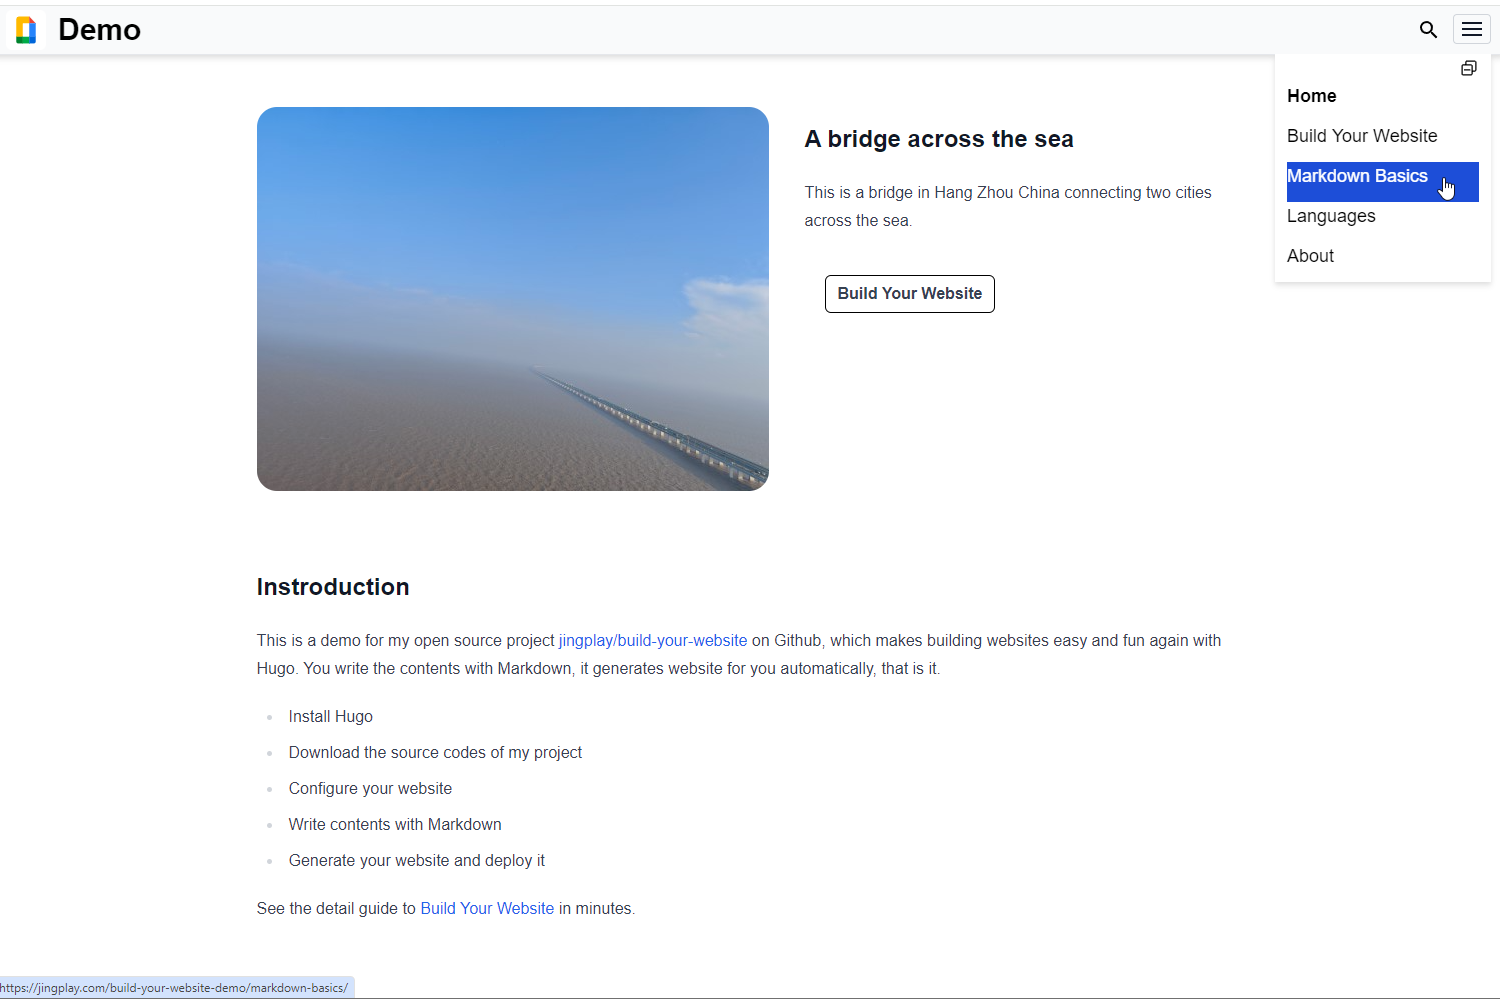 Demo
Home
Build Your Website
Markdown Basics
Languages
About
A bridge across the sea
This is a bridge in Hang Zhou China connecting two cities
across the sea.
Build Your Website
Instroduction
This is a demo for my open source project jingplay/build-your-website on Github, which makes building websites easy and fun again with
Hugo. You write the contents with Markdown, it generates website for you automatically, that is it.
Install Hugo
Download the source codes of my project
Configure your website
Write contents with Markdown
Generate your website and deploy it
See the detail guide to Build Your Website in minutes.
https://jingplay.com/build-your-website-demo/markdown-basics/